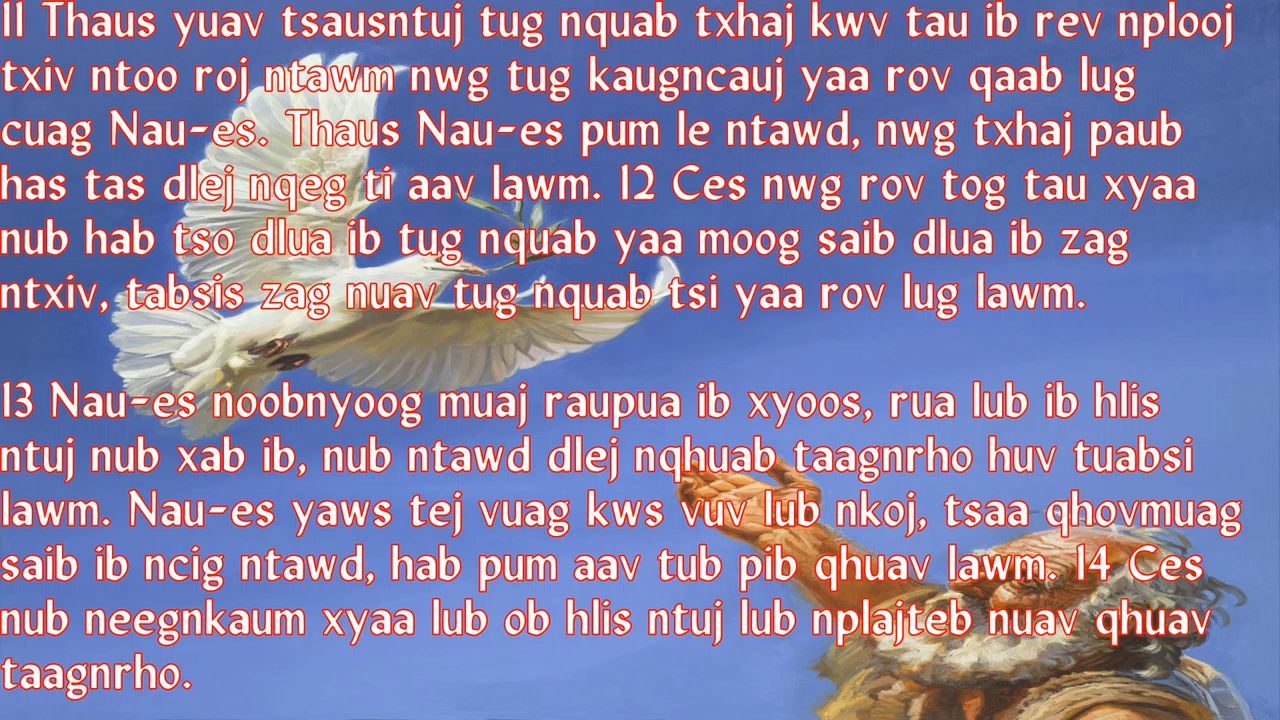 11 Thaus yuav tsausntuj tug nquab txhaj kwv tau ib rev nplooj
txiv ntoo roj ntawm nwg tug kaugncauj yaa rov qaab lug
cuag Nau-es. Thaus Nau-es pum le ntawd, nwg txhaj paub
has tas dlej nqeg ti aav lawm. 12 Ces nwg rov tog tau xyaa
nub hab tso dlua ib tug nquab yaa moog saib dlua ib zag
ntxiv, tabsis zag nuav tug nquab tsi yaa rov lug lawm.
13 Nau-es noobnyoog muaj raupua ib xyoos, rua lub ib hlis
ntuj nub xab ib, nub ntawd dlej nqhuab taagnrho huv tuabsi
lawm. Nau-es yaws tej vuag kws vuv lub nkoj, tsaa qhovmuag
saib ib ncig ntawd, hab pum aav tub pib qhuav lawm. 14 Ces
nub neegnkaum xyaa lub ob hlis ntuj lub nplajteb nuav qhuav
taagnrho.